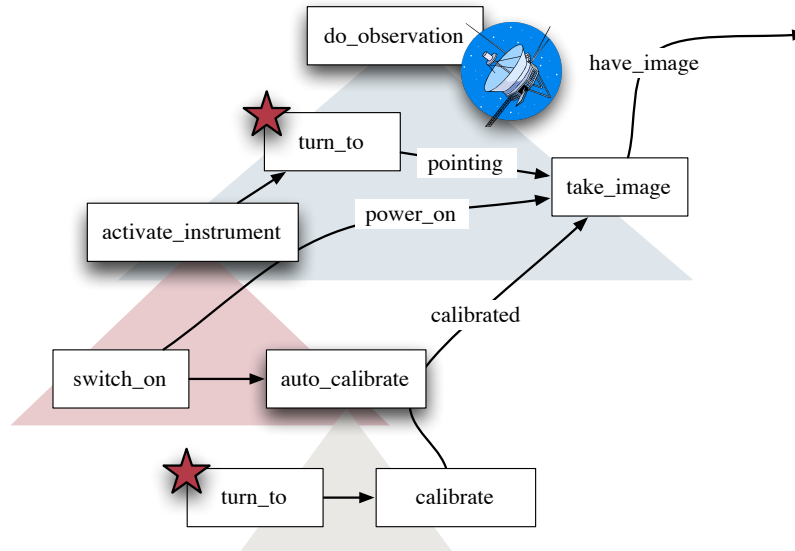 do_observation
have_image
turn_to
pointing
take_image
activate_instrument
power_on
calibrated
switch_on
auto_calibrate
turn_to
calibrate